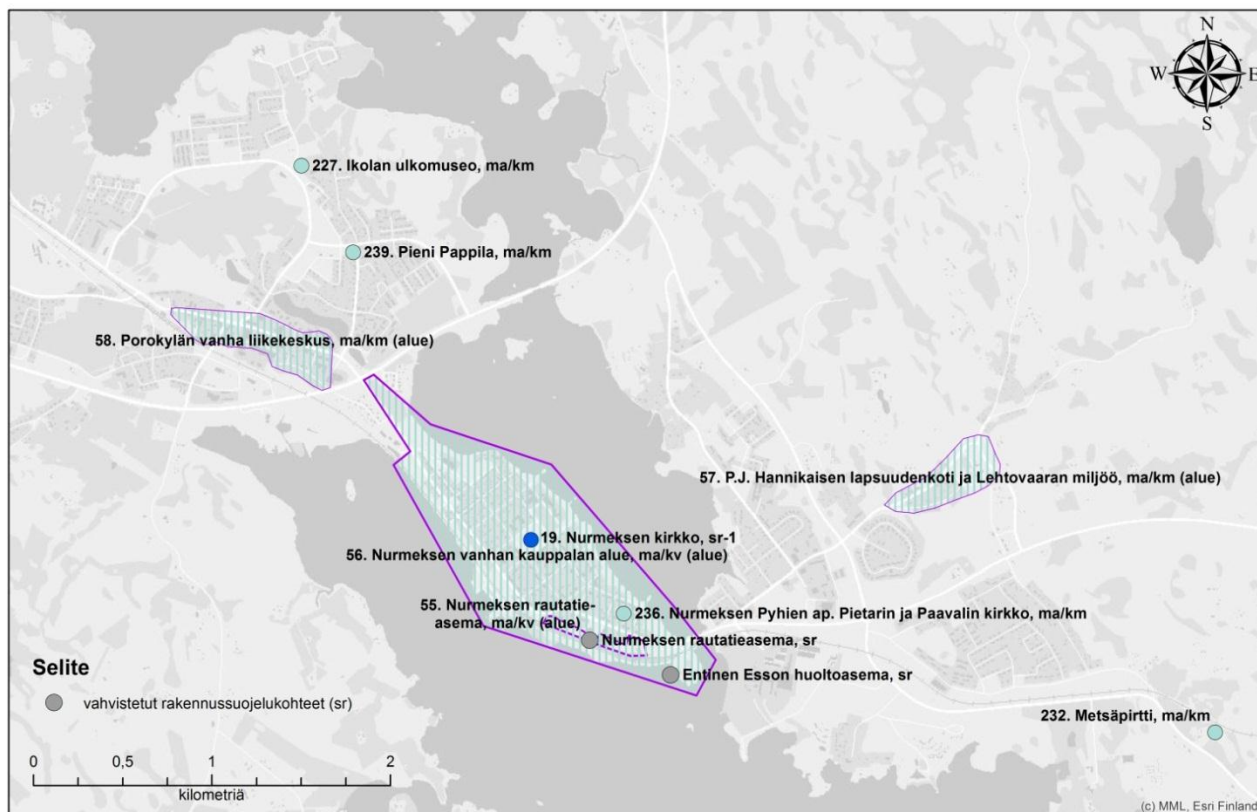 N
W E
S
227. Ikolan ulkomuseo, ma/km
239. Pieni Pappila, ma/km
58. Porokylän vanha liikekeskus, ma/km (alue)
57. P.J. Hannikaisen lapsuudenkoti ja Lehtovaaran miljöö, ma/km (alue)
19. Nurmeksen kirkko, sr-1
56. Nurmeksen vanhan kauppalan alue, ma/kv (alue)
55. Nurmeksen rautatie-
asema, ma/kv (alue)
236. Nurmeksen Pyhien ap. Pietarin ja Paavalin kirkko, ma/km
Nurmeksen rautatieasema, sr
Entinen Esson huoltoasema, sr
232. Metsäpirtti, ma/km
Selite
vahvistetut rakennussuojelukohteet (sr)
0 0,5 1 2
kilometriä
(c) MML, Esri Finland